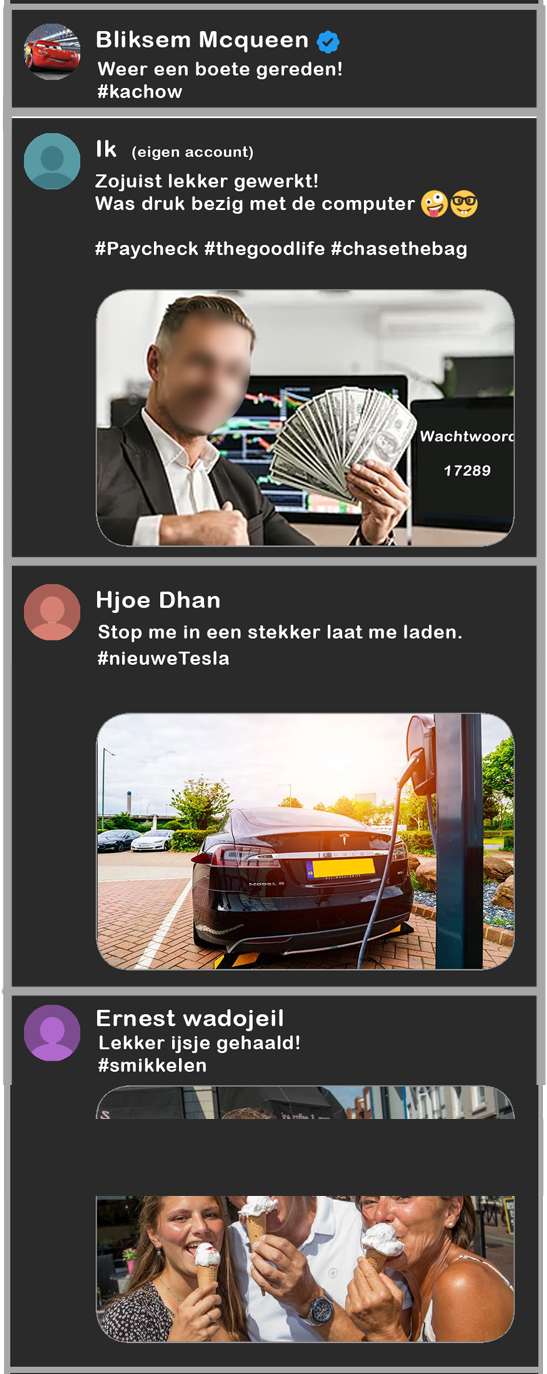 Bliksem Mcqueen
Weer een boete gereden!
#kachow
Ik (eigen account)
Zojuist lekker gewerkt!
Was druk bezig met de computer 🤪🤓
#Paycheck #thegoodlife #chasethebag
Wachtwoord
17289
Hjoe Dhan
Stop me in een stekker laat me laden.
#nieuweTesla
MODEL S
Ernest wadojeil
Lekker ijsje gehaald!
#smikkelen